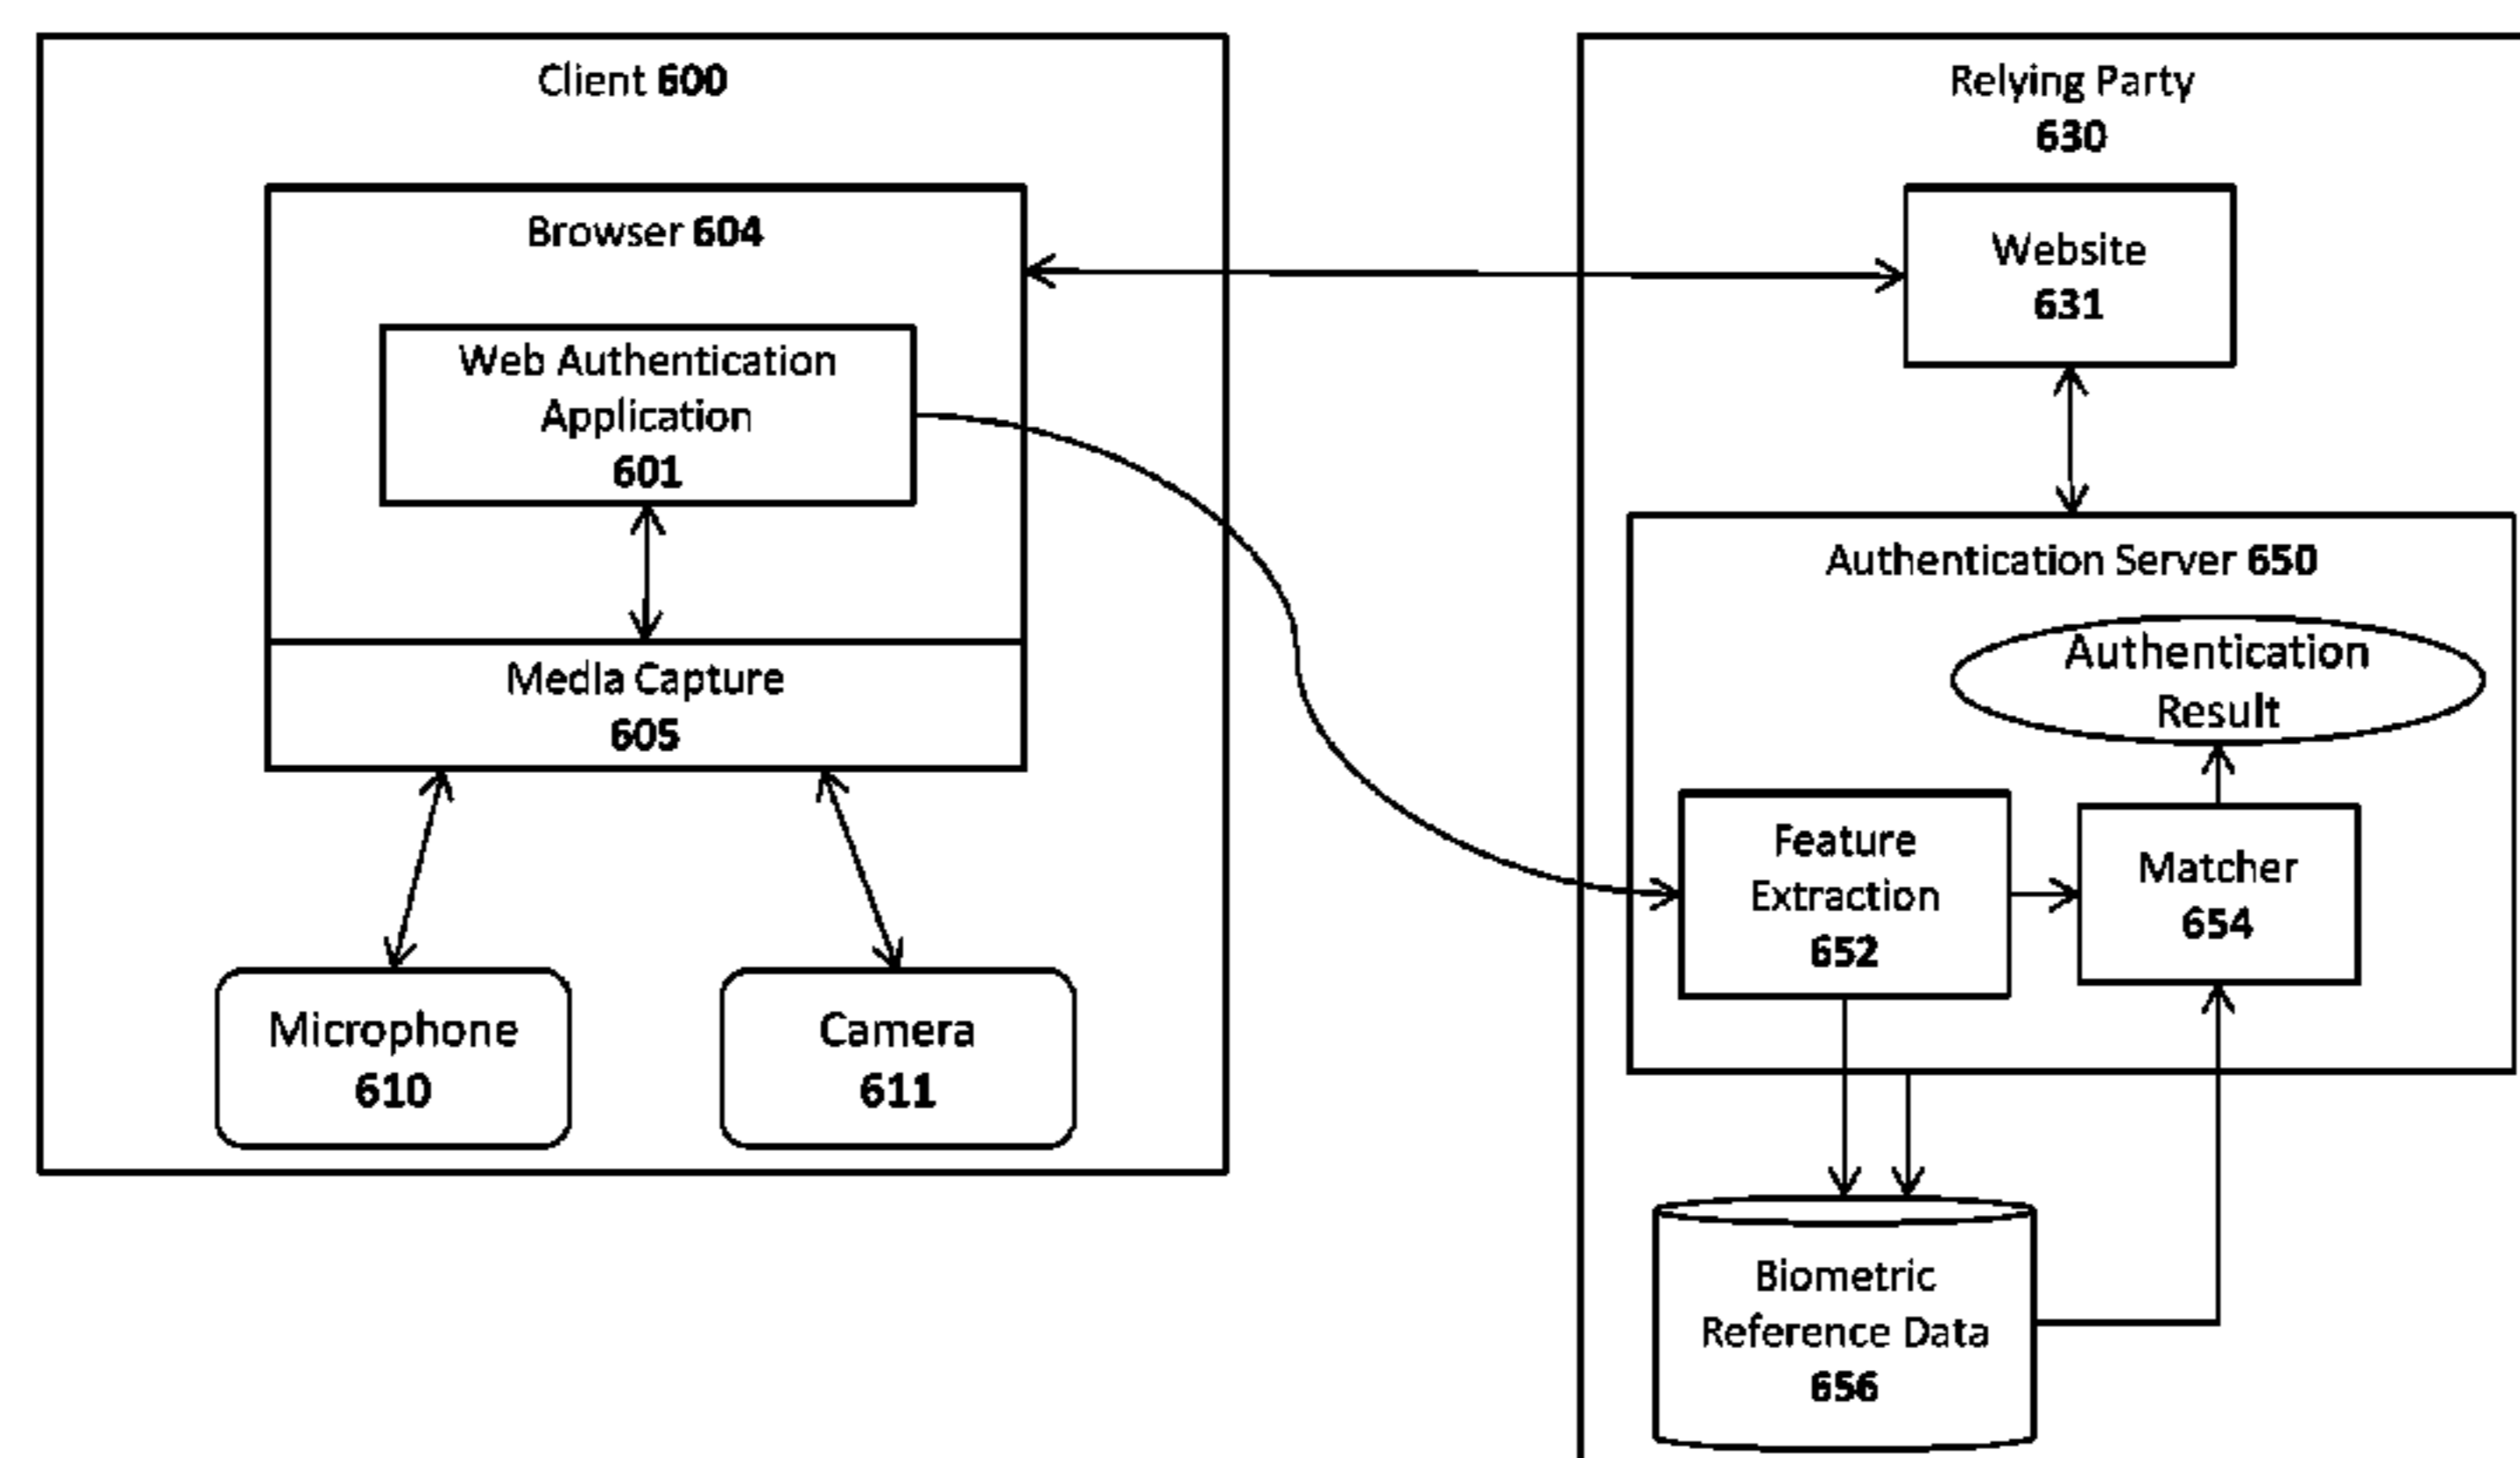 Client 600
Browser 604
Web Authentication
Application
601
Media Capture
605
Microphone
610
Camera
611
Relying Party
630
Website
631
Authentication Server 650
Authentication
Result
Feature
Extraction
652
Matcher
654
Biometric
Reference Data
656